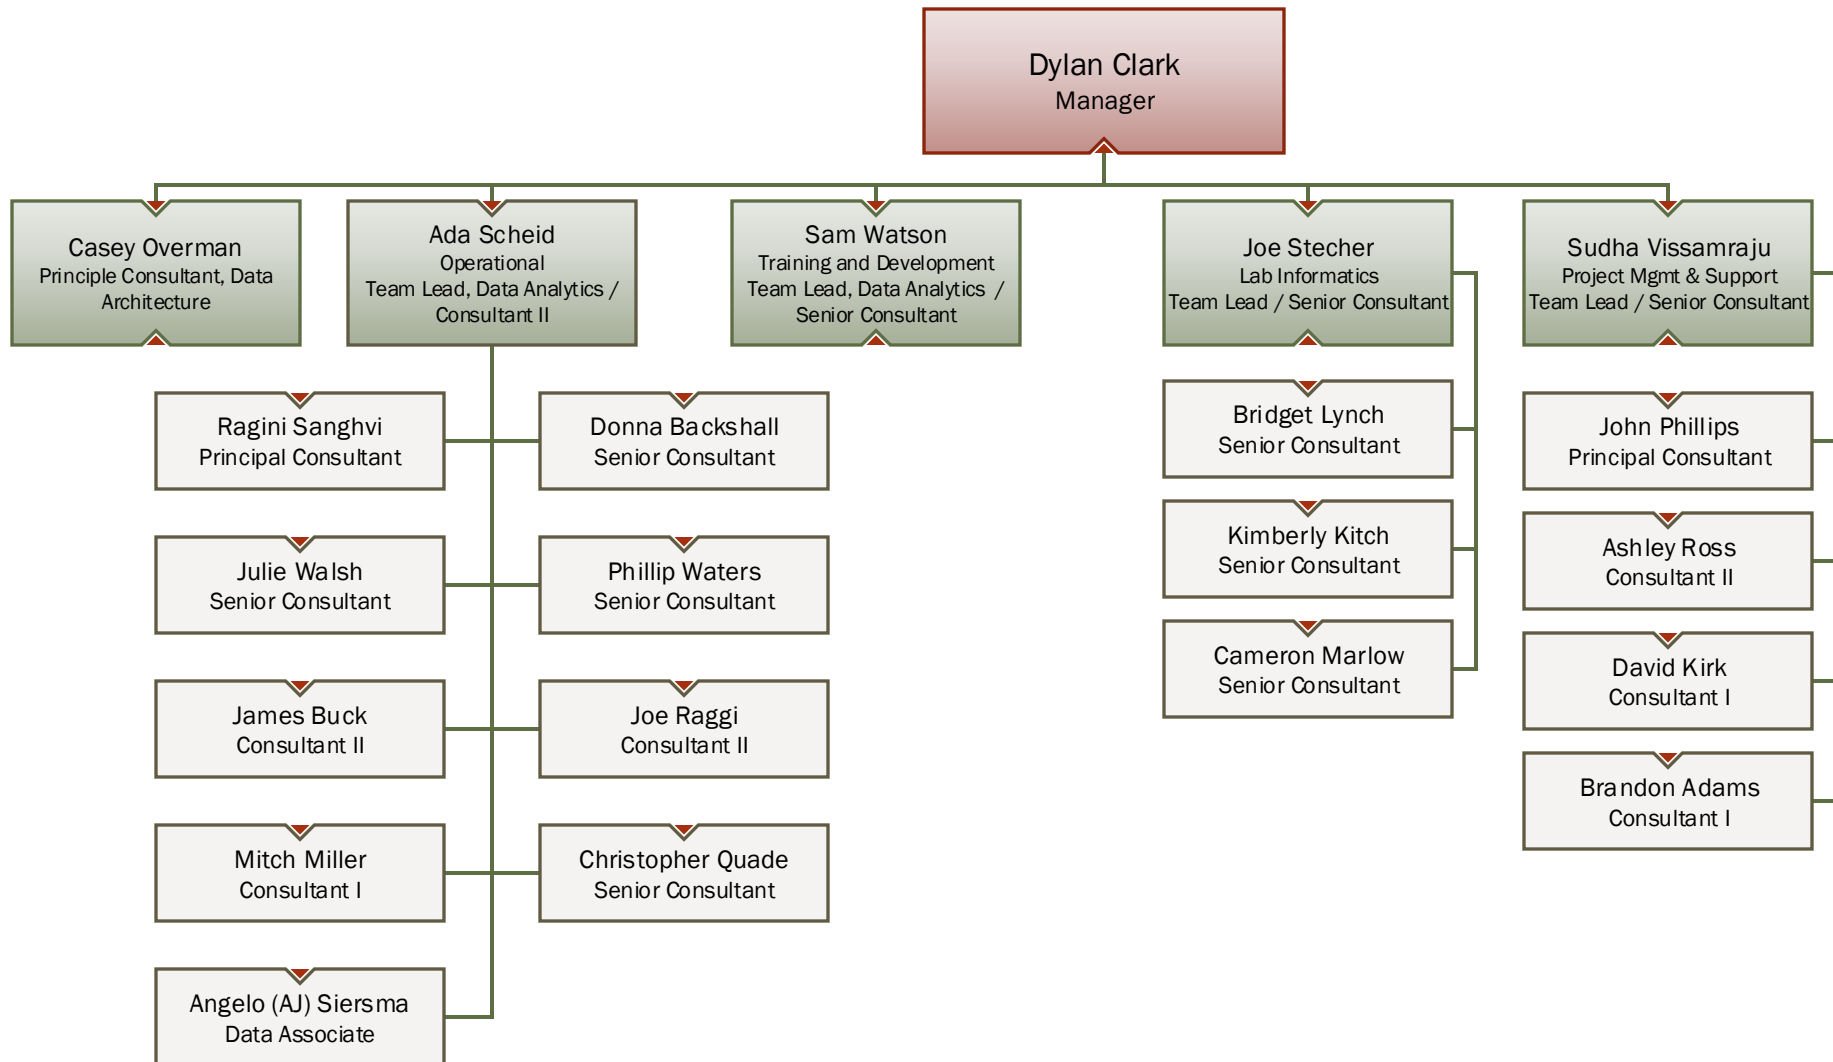 Dylan Clark
Manager
Casey Overman
Principle Consultant, Data
Architecture
Ada Scheid
Operational
Team Lead, Data Analytics /
Consultant II
Sam Watson
Training and Development
Team Lead, Data Analytics /
Senior Consultant
Joe Stecher
Lab Informatics
Team Lead / Senior Consultant
Sudha Vissamraju
Project Mgmt & Support
Team Lead / Senior Consultant
Ragini Sanghvi
Principal Consultant
Donna Backshall
Senior Consultant
Julie Walsh
Senior Consultant
Phillip Waters
Senior Consultant
James Buck
Consultant II
Joe Raggi
Consultant II
Mitch Miller
Consultant I
Christopher Quade
Senior Consultant
Angelo (AJ) Siersma
Data Associate
Bridget Lynch
Senior Consultant
Kimberly Kitch
Senior Consultant
Cameron Marlow
Senior Consultant
John Phillips
Principal Consultant
Ashley Ross
Consultant II
David Kirk
Consultant I
Brandon Adams
Consultant I